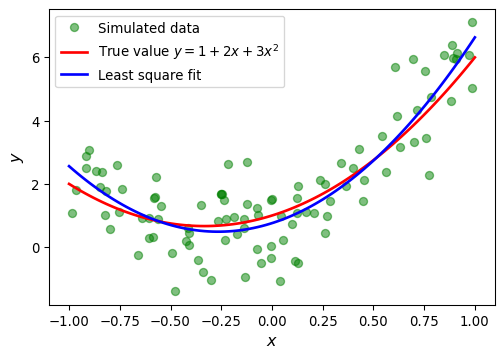 Simulated data
True value y = 1 + 2x + 3x²
Least square fit
y
6
4
2
0
−1.00 −0.75 −0.50 −0.25 0.00 0.25 0.50 0.75 1.00
x